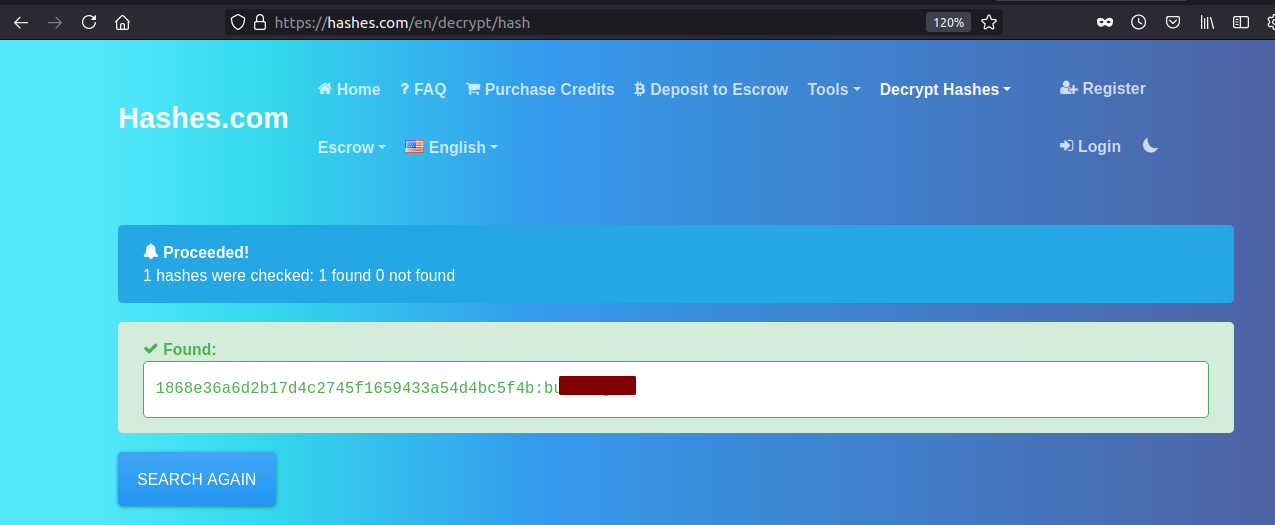 https://hashes.com/en/decrypt/hash
120%
Home
FAQ
Purchase Credits
Deposit to Escrow
Tools
Decrypt Hashes
Register
Hashes.com
Escrow
English
Login
Proceeded!
1 hashes were checked: 1 found 0 not found
Found:
1868e36a6d2b17d4c2745f1659433a54d4bc5f4b:bu
SEARCH AGAIN